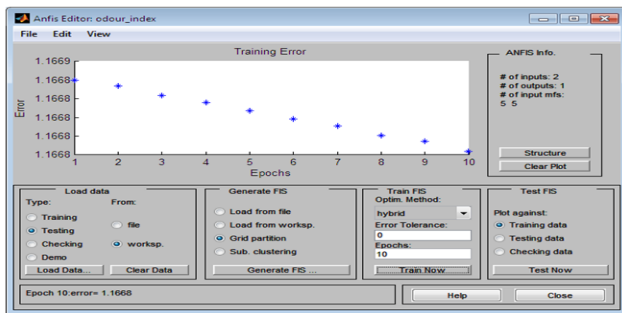 Anfis Editor: odour_index
File Edit View
Training Error
1.1669
1.1668
1.1668
1.1668
1.1668
1.1668
Error
1 2 3 4 5 6 7 8 9 10
Epochs
ANFIS Info.
# of inputs: 2
# of outputs: 1
# of input mfs:
5 5
Structure
Clear Plot
Load data
Type: From:
Training
Testing
Checking
Demo
file
worksp.
Load Data... Clear Data
Generate FIS
Load from file
Load from worksp.
Grid partition
Sub. clustering
Generate FIS ...
Train FIS
Optim. Method:
hybrid
Error Tolerance:
0
Epochs:
10
Train Now
Test FIS
Plot against:
Training data
Testing data
Checking data
Test Now
Epoch 10:error= 1.1668
Help Close